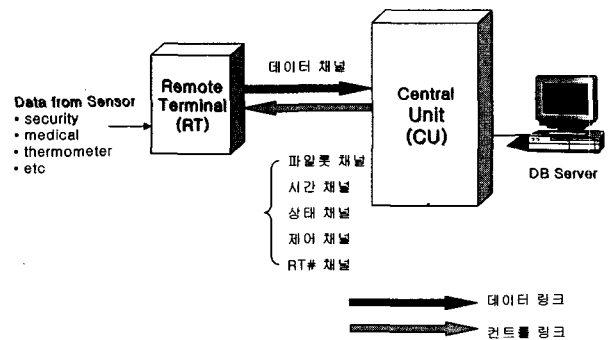 데이터 채널
Remote
Terminal
(RT)
Central
Unit
(CU)
Data from Sensor
• security
• medical
• thermometer
• etc
DB Server
파일롯 채널
시간 채널
상태 채널
제어 채널
RT# 채널
데이터 링크
컨트롤 링크